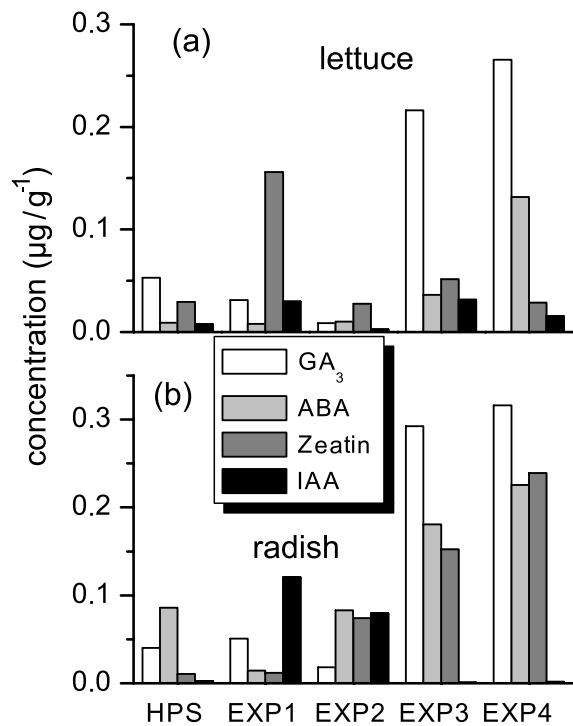 (a)
lettuce
0.3
0.2
0.1
0.0
concentration (µg/g⁻¹)
GA₃
ABA
Zeatin
IAA
(b)
radish
0.3
0.2
0.1
0.0
HPS EXP1 EXP2 EXP3 EXP4